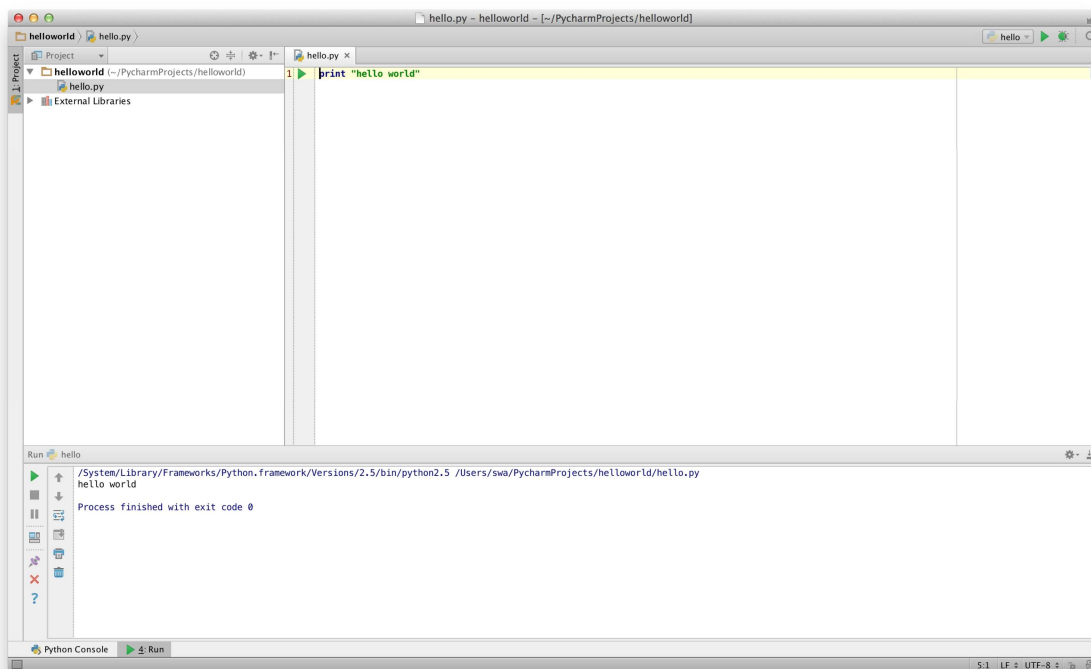 hello.py – helloworld – [~/PycharmProjects/helloworld]
helloworld hello.py
hello
1: Project
Project
hello.py ×
helloworld (~/PycharmProjects/helloworld)
hello.py
External Libraries
1 print "hello world"
Run hello
/System/Library/Frameworks/Python.framework/Versions/2.5/bin/python2.5 /Users/swa/PycharmProjects/helloworld/hello.py
hello world
Process finished with exit code 0
?
Python Console 4: Run
5:1 LF UTF-8